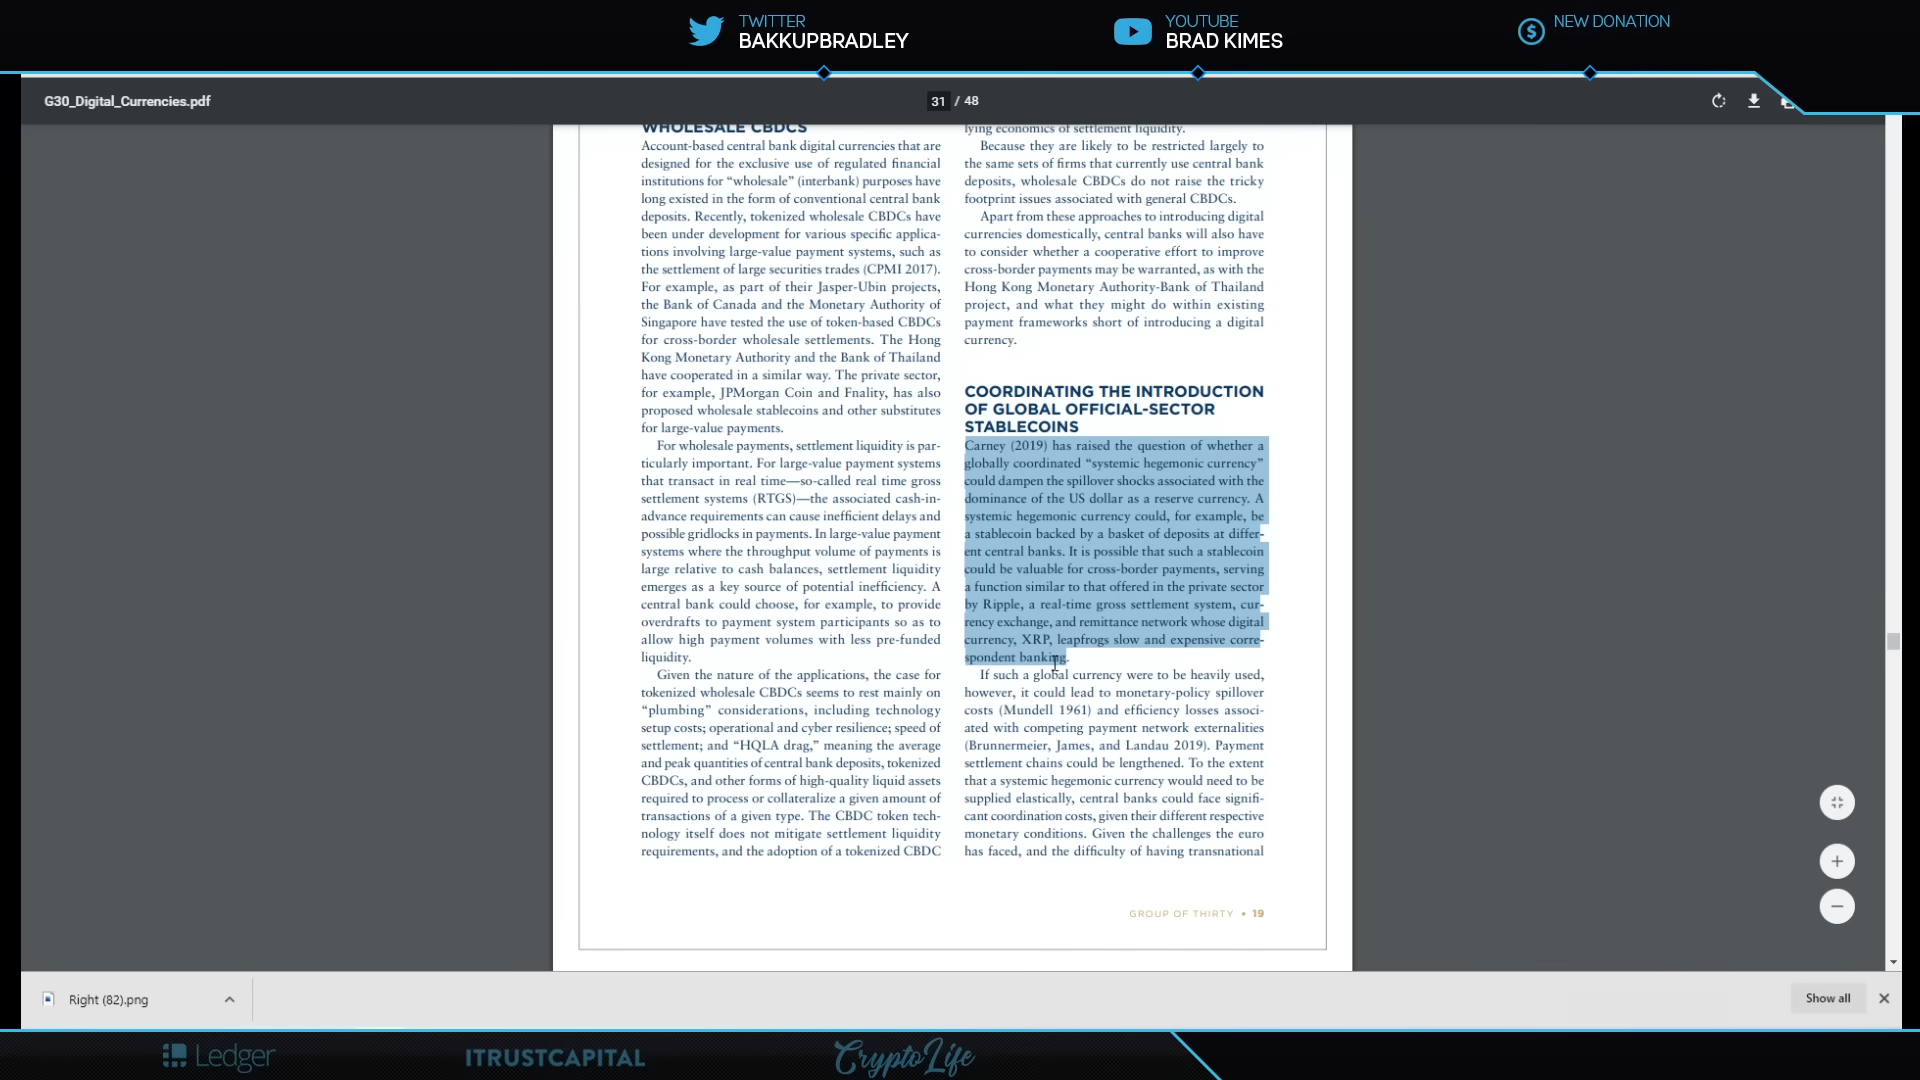 TWITTER
BAKKUPBRADLEY
YOUTUBE
BRAD KIMES
NEW DONATION
G30_Digital_Currencies.pdf
31 / 48
WHOLESALE CBDCS
Account-based central bank digital currencies that are
designed for the exclusive use of regulated financial
institutions for “wholesale” (interbank) purposes have
long existed in the form of conventional central bank
deposits. Recently, tokenized wholesale CBDCs have
been under development for various specific applica-
tions involving large-value payment systems, such as
the settlement of large securities trades (CPMI 2017).
For example, as part of their Jasper-Ubin projects,
the Bank of Canada and the Monetary Authority of
Singapore have tested the use of token-based CBDCs
for cross-border wholesale settlements. The Hong
Kong Monetary Authority and the Bank of Thailand
have cooperated in a similar way. The private sector,
for example, JPMorgan Coin and Fnality, has also
proposed wholesale stablecoins and other substitutes
for large-value payments.
For wholesale payments, settlement liquidity is par-
ticularly important. For large-value payment systems
that transact in real time—so-called real time gross
settlement systems (RTGS)—the associated cash-in-
advance requirements can cause inefficient delays and
possible gridlocks in payments. In large-value payment
systems where the throughput volume of payments is
large relative to cash balances, settlement liquidity
emerges as a key source of potential inefficiency. A
central bank could choose, for example, to provide
overdrafts to payment system participants so as to
allow high payment volumes with less pre-funded
liquidity.
Given the nature of the applications, the case for
tokenized wholesale CBDCs seems to rest mainly on
“plumbing” considerations, including technology
setup costs; operational and cyber resilience; speed of
settlement; and “HQLA drag,” meaning the average
and peak quantities of central bank deposits, tokenized
CBDCs, and other forms of high-quality liquid assets
required to process or collateralize a given amount of
transactions of a given type. The CBDC token tech-
nology itself does not mitigate settlement liquidity
requirements, and the adoption of a tokenized CBDC
lying economics of settlement liquidity.
Because they are likely to be restricted largely to
the same sets of firms that currently use central bank
deposits, wholesale CBDCs do not raise the tricky
footprint issues associated with general CBDCs.
Apart from these approaches to introducing digital
currencies domestically, central banks will also have
to consider whether a cooperative effort to improve
cross-border payments may be warranted, as with the
Hong Kong Monetary Authority-Bank of Thailand
project, and what they might do within existing
payment frameworks short of introducing a digital
currency.
COORDINATING THE INTRODUCTION
OF GLOBAL OFFICIAL-SECTOR
STABLECOINS
Carney (2019) has raised the question of whether a
globally coordinated “systemic hegemonic currency”
could dampen the spillover shocks associated with the
dominance of the US dollar as a reserve currency. A
systemic hegemonic currency could, for example, be
a stablecoin backed by a basket of deposits at differ-
ent central banks. It is possible that such a stablecoin
could be valuable for cross-border payments, serving
a function similar to that offered in the private sector
by Ripple, a real-time gross settlement system, cur-
rency exchange, and remittance network whose digital
currency, XRP, leapfrogs slow and expensive corre-
spondent banking.
If such a global currency were to be heavily used,
however, it could lead to monetary-policy spillover
costs (Mundell 1961) and efficiency losses associ-
ated with competing payment network externalities
(Brunnermeier, James, and Landau 2019). Payment
settlement chains could be lengthened. To the extent
that a systemic hegemonic currency would need to be
supplied elastically, central banks could face signifi-
cant coordination costs, given their different respective
monetary conditions. Given the challenges the euro
has faced, and the difficulty of having transnational
GROUP OF THIRTY • 19
Right (82).png
Show all
Ledger
ITRUSTCAPITAL
CryptoLife